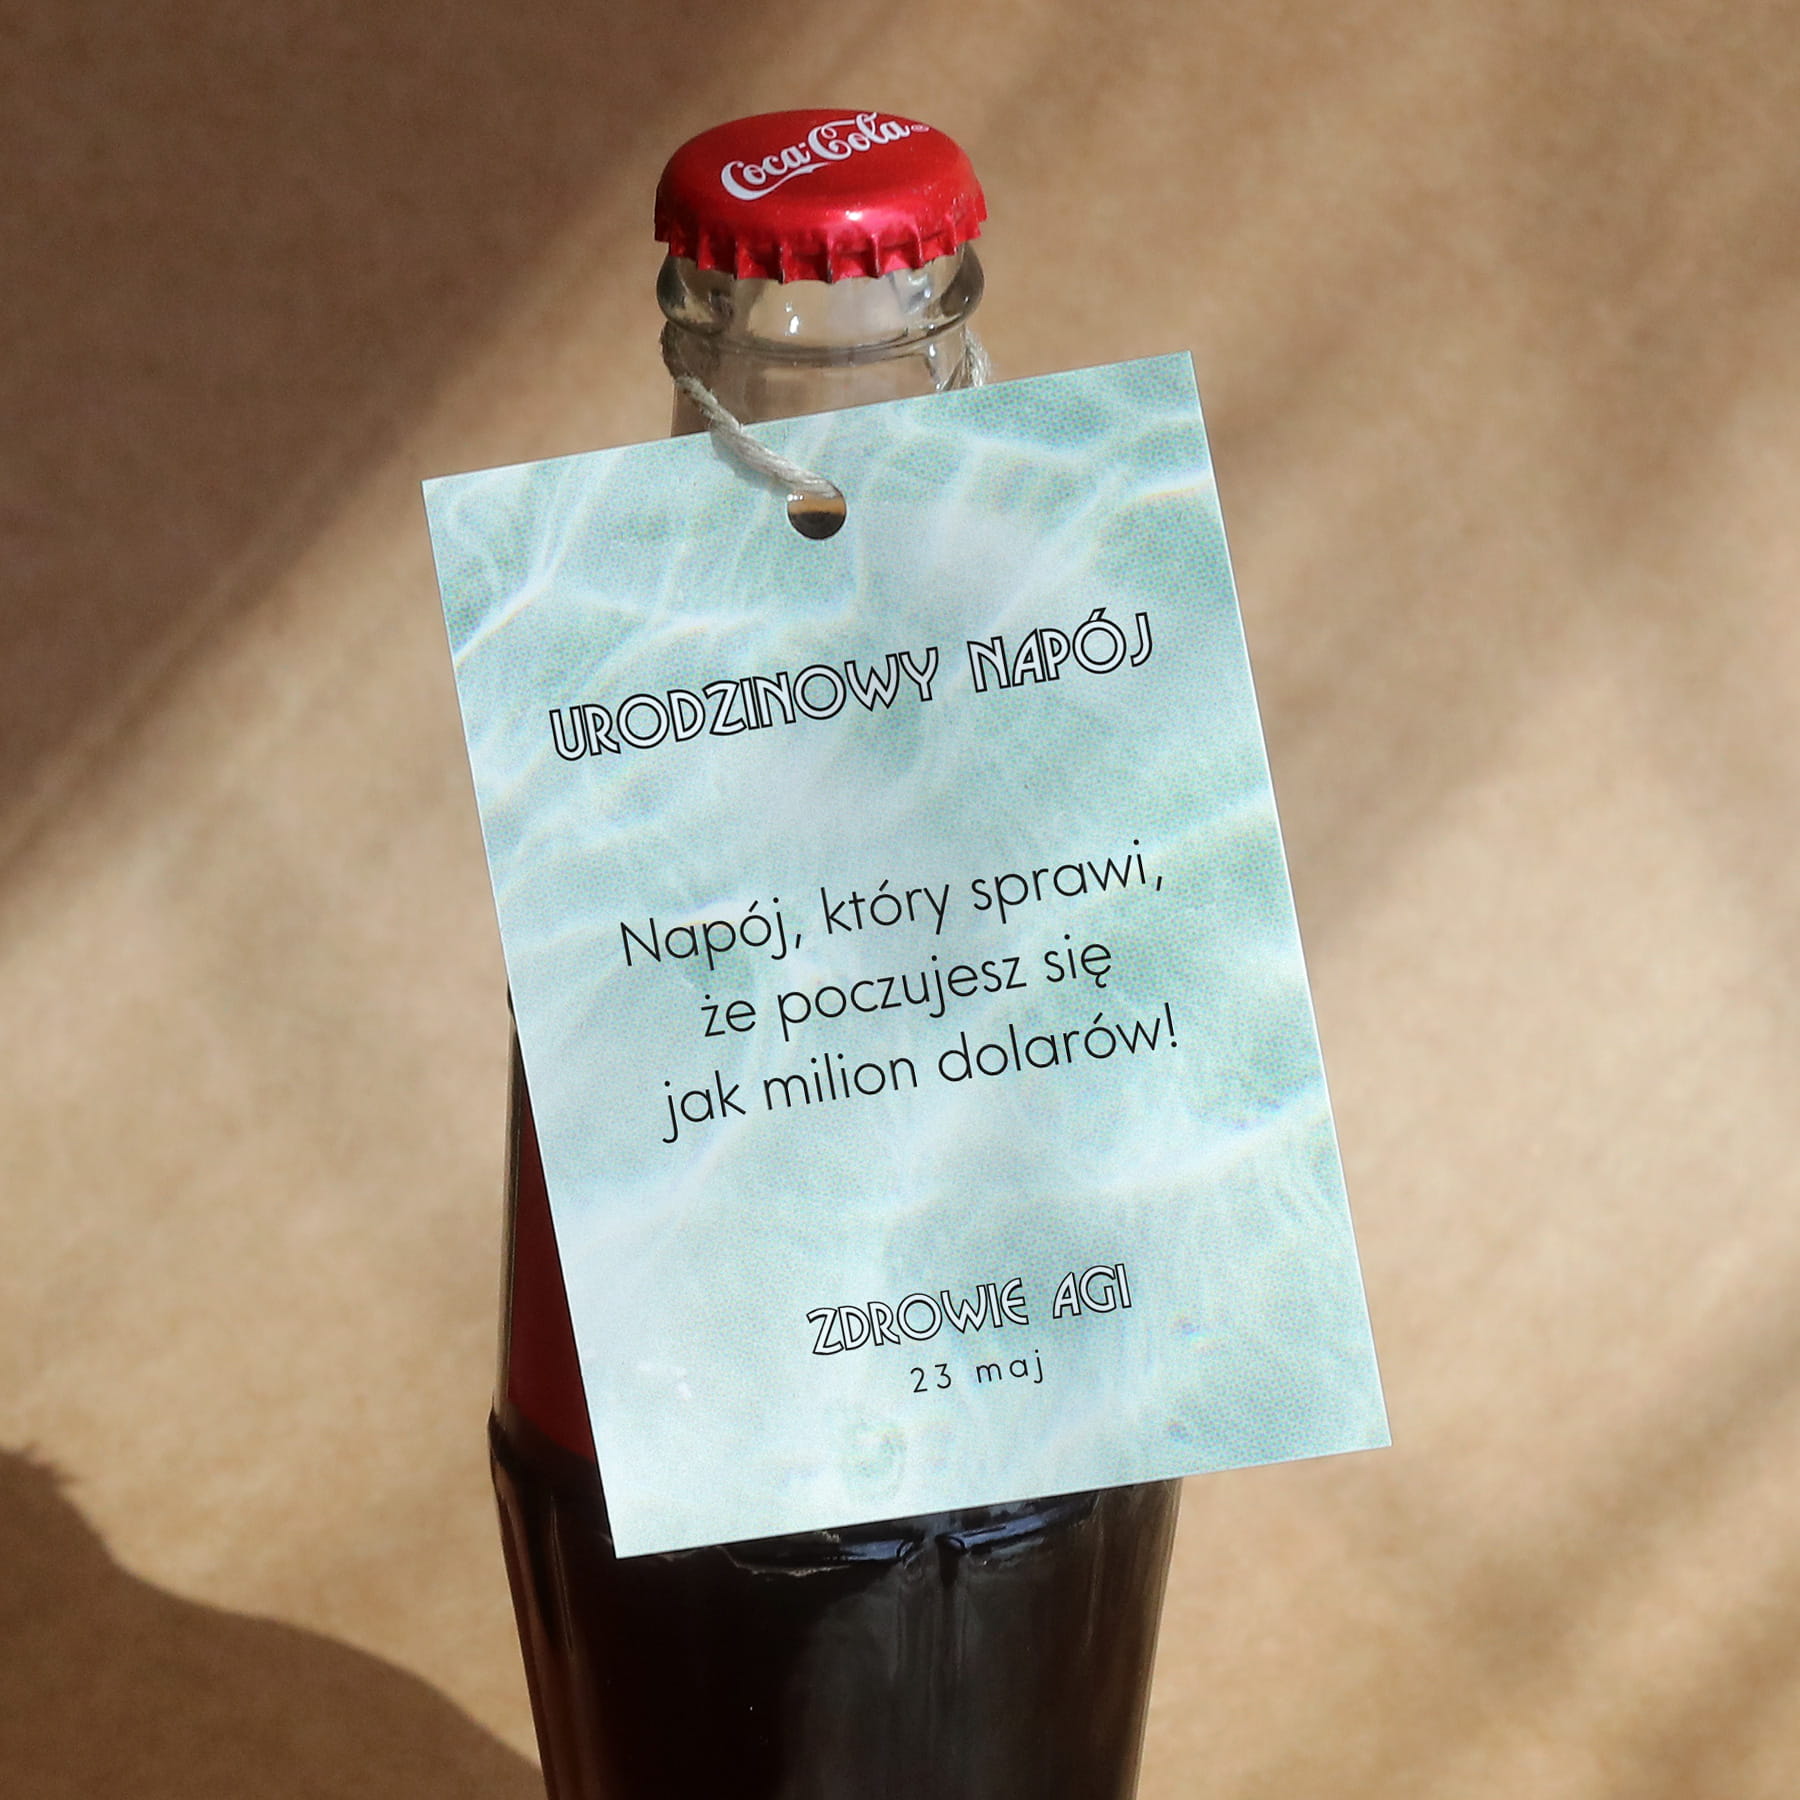 Coca-Cola
URODZINOWY NAPÓJ
Napój, który sprawi,
że poczujesz się
jak milion dolarów!
ZDROWIE AGI
23 maj